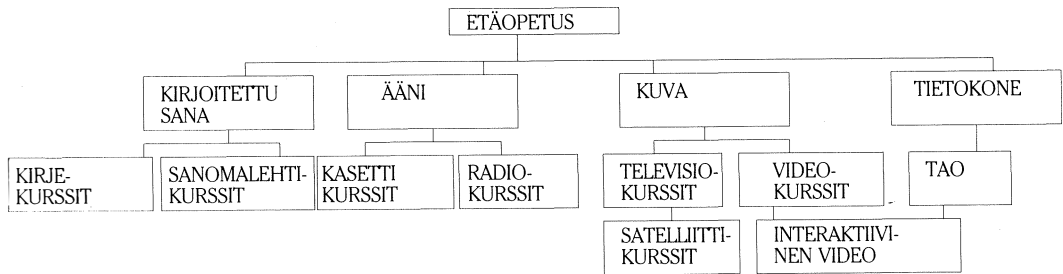 ETÄOPETUS
KIRJOITETTU
SANA
ÄÄNI
KUVA
TIETOKONE
KIRJE-
KURSSIT
SANOMALEHTI-
KURSSIT
KASETTI
KURSSIT
RADIO-
KURSSIT
TELEVISIO-
KURSSIT
VIDEO-
KURSSIT
TAO
SATELLIITTI-
KURSSIT
INTERAKTIIVI-
NEN VIDEO